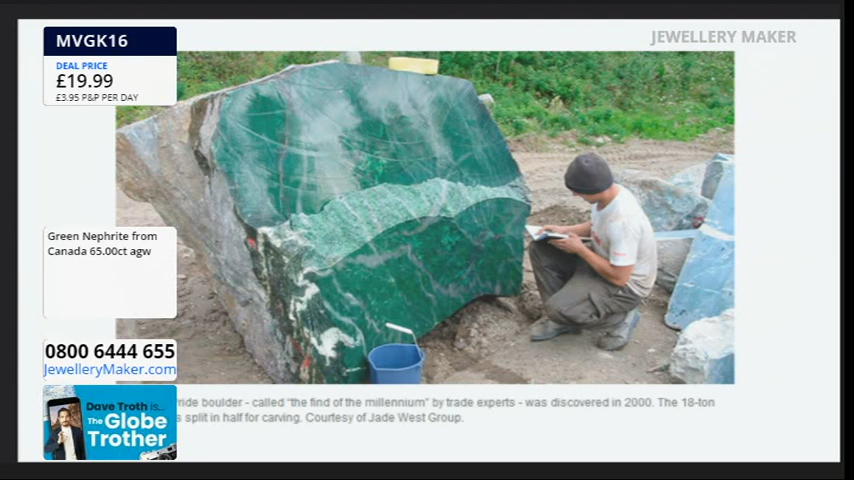 MVGK16
DEAL PRICE
£19.99
£3.95 P&P PER DAY
JEWELLERY MAKER
Green Nephrite from
Canada 65.00ct agw
0800 6444 655
JewelleryMaker.com
Dave Troth is...
The
Globe
Trother
ride boulder - called "the find of the millennium" by trade experts - was discovered in 2000. The 18-ton
s split in half for carving. Courtesy of Jade West Group.